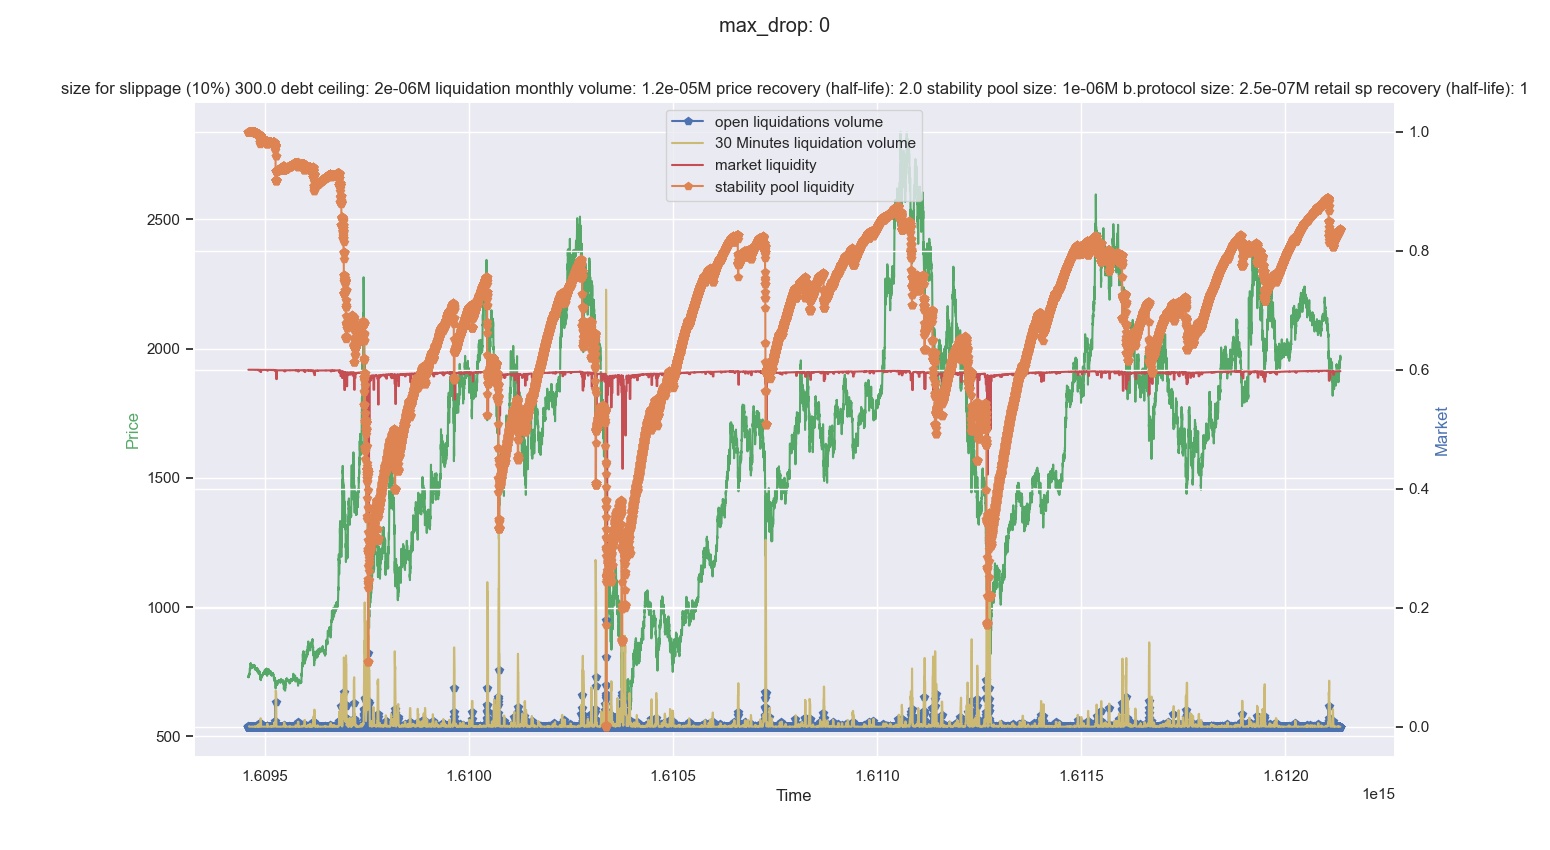 max_drop: 0
size for slippage (10%) 300.0 debt ceiling: 2e-06M liquidation monthly volume: 1.2e-05M price recovery (half-life): 2.0 stability pool size: 1e-06M b.protocol size: 2.5e-07M retail sp recovery (half-life): 1
open liquidations volume
30 Minutes liquidation volume
market liquidity
stability pool liquidity
2500
2000
1500
1000
500
Price
1.0
0.8
0.6
0.4
0.2
0.0
Market
1.6095
1.6100
1.6105
1.6110
1.6115
1.6120
Time
1e15